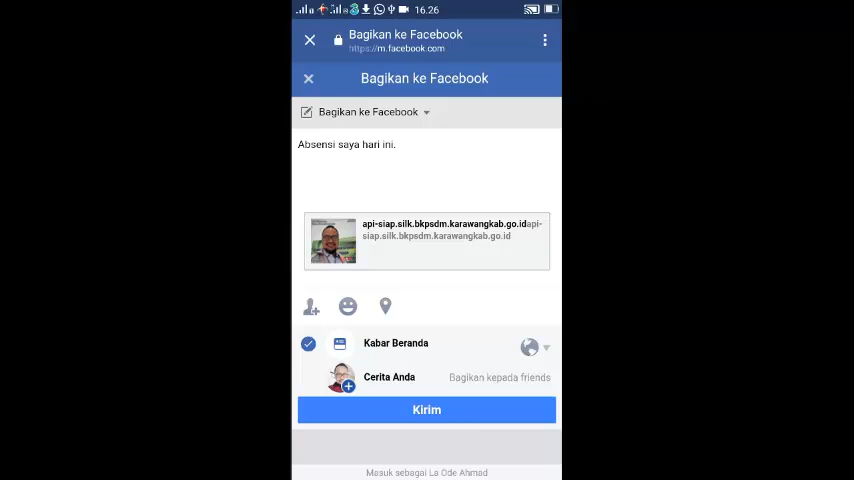 16.26
Bagikan ke Facebook
https://m.facebook.com
Bagikan ke Facebook
Bagikan ke Facebook
Absensi saya hari ini.
api-siap.silk.bkpsdm.karawangkab.go.idapi-
siap.silk.bkpsdm.karawangkab.go.id
Kabar Beranda
Cerita Anda Bagikan kepada friends
Kirim
Masuk sebagai La Ode Ahmad